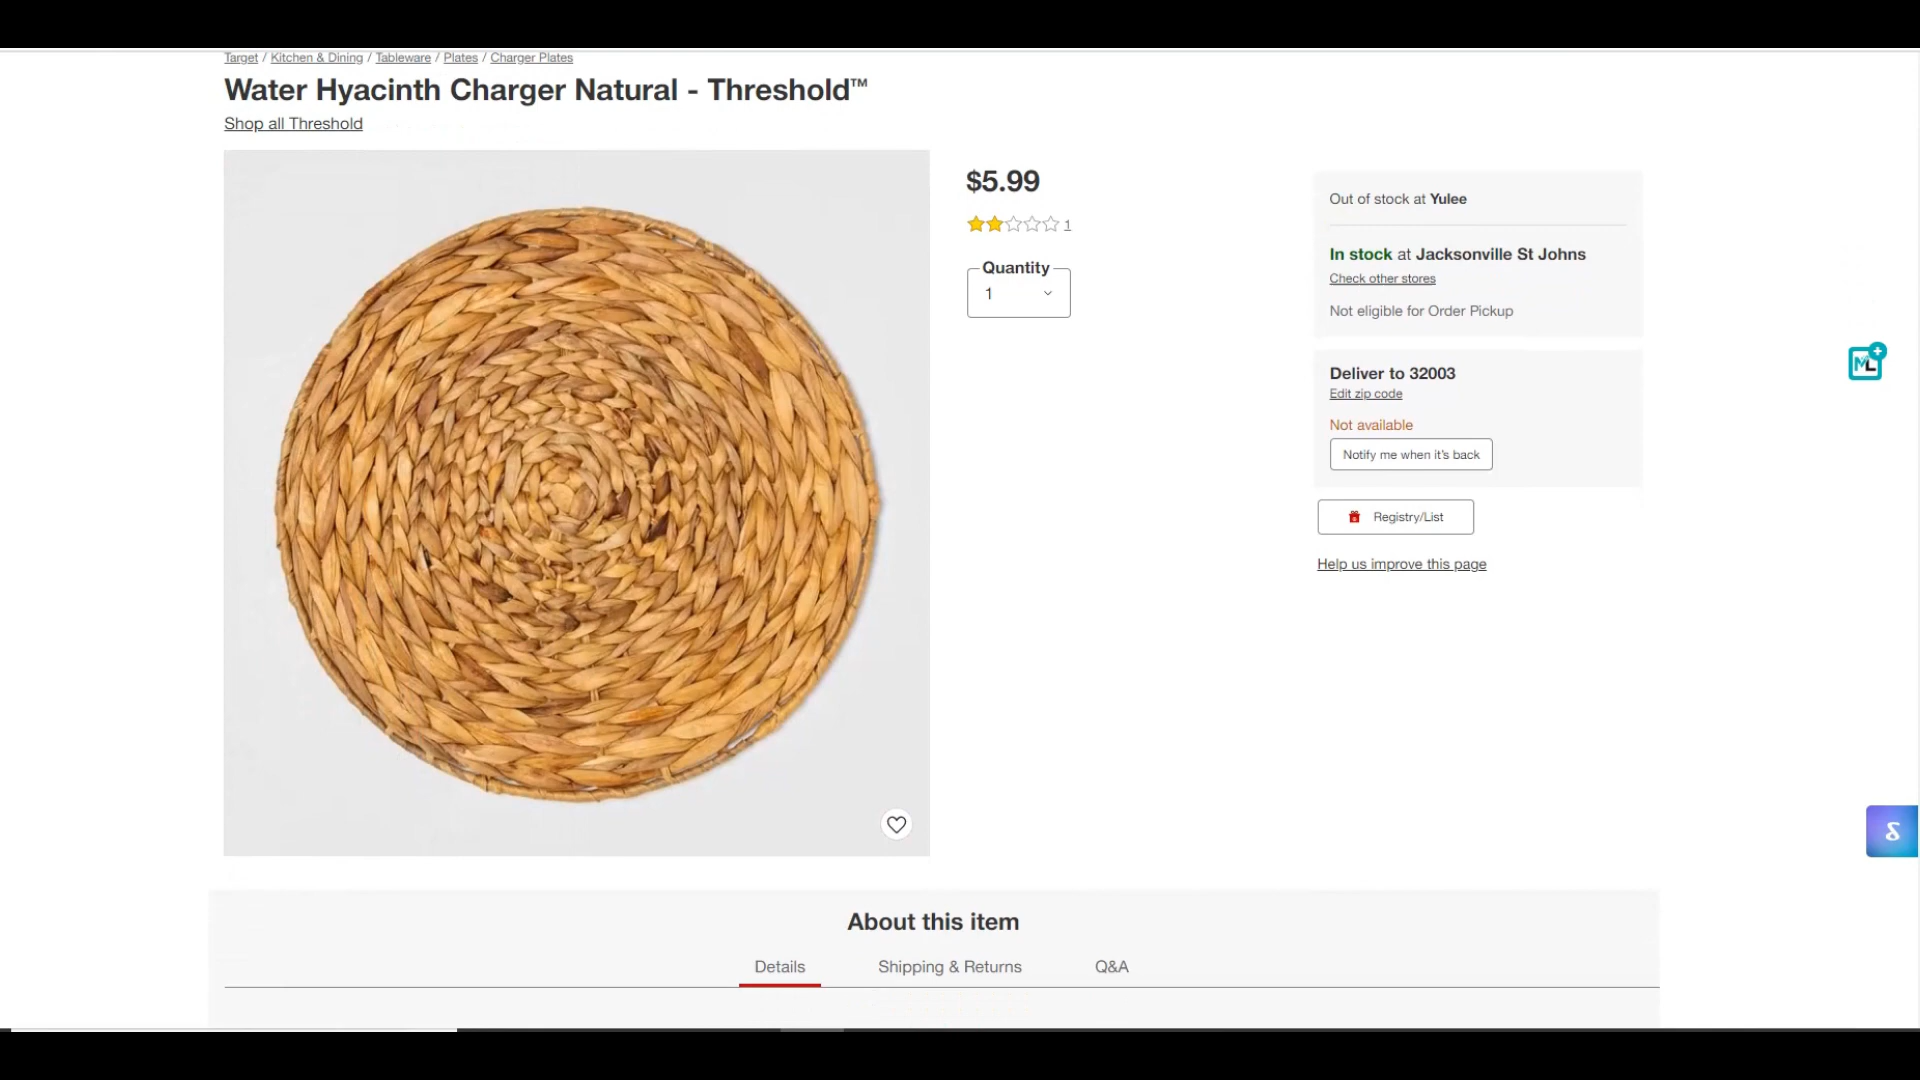 Target / Kitchen & Dining / Tableware / Plates / Charger Plates
Water Hyacinth Charger Natural - Threshold™
Shop all Threshold
$5.99
1
Quantity
1
Out of stock at Yulee
In stock at Jacksonville St Johns
Check other stores
Not eligible for Order Pickup
Deliver to 32003
Edit zip code
Not available
Notify me when it's back
Registry/List
Help us improve this page
ML
About this item
Details Shipping & Returns Q&A